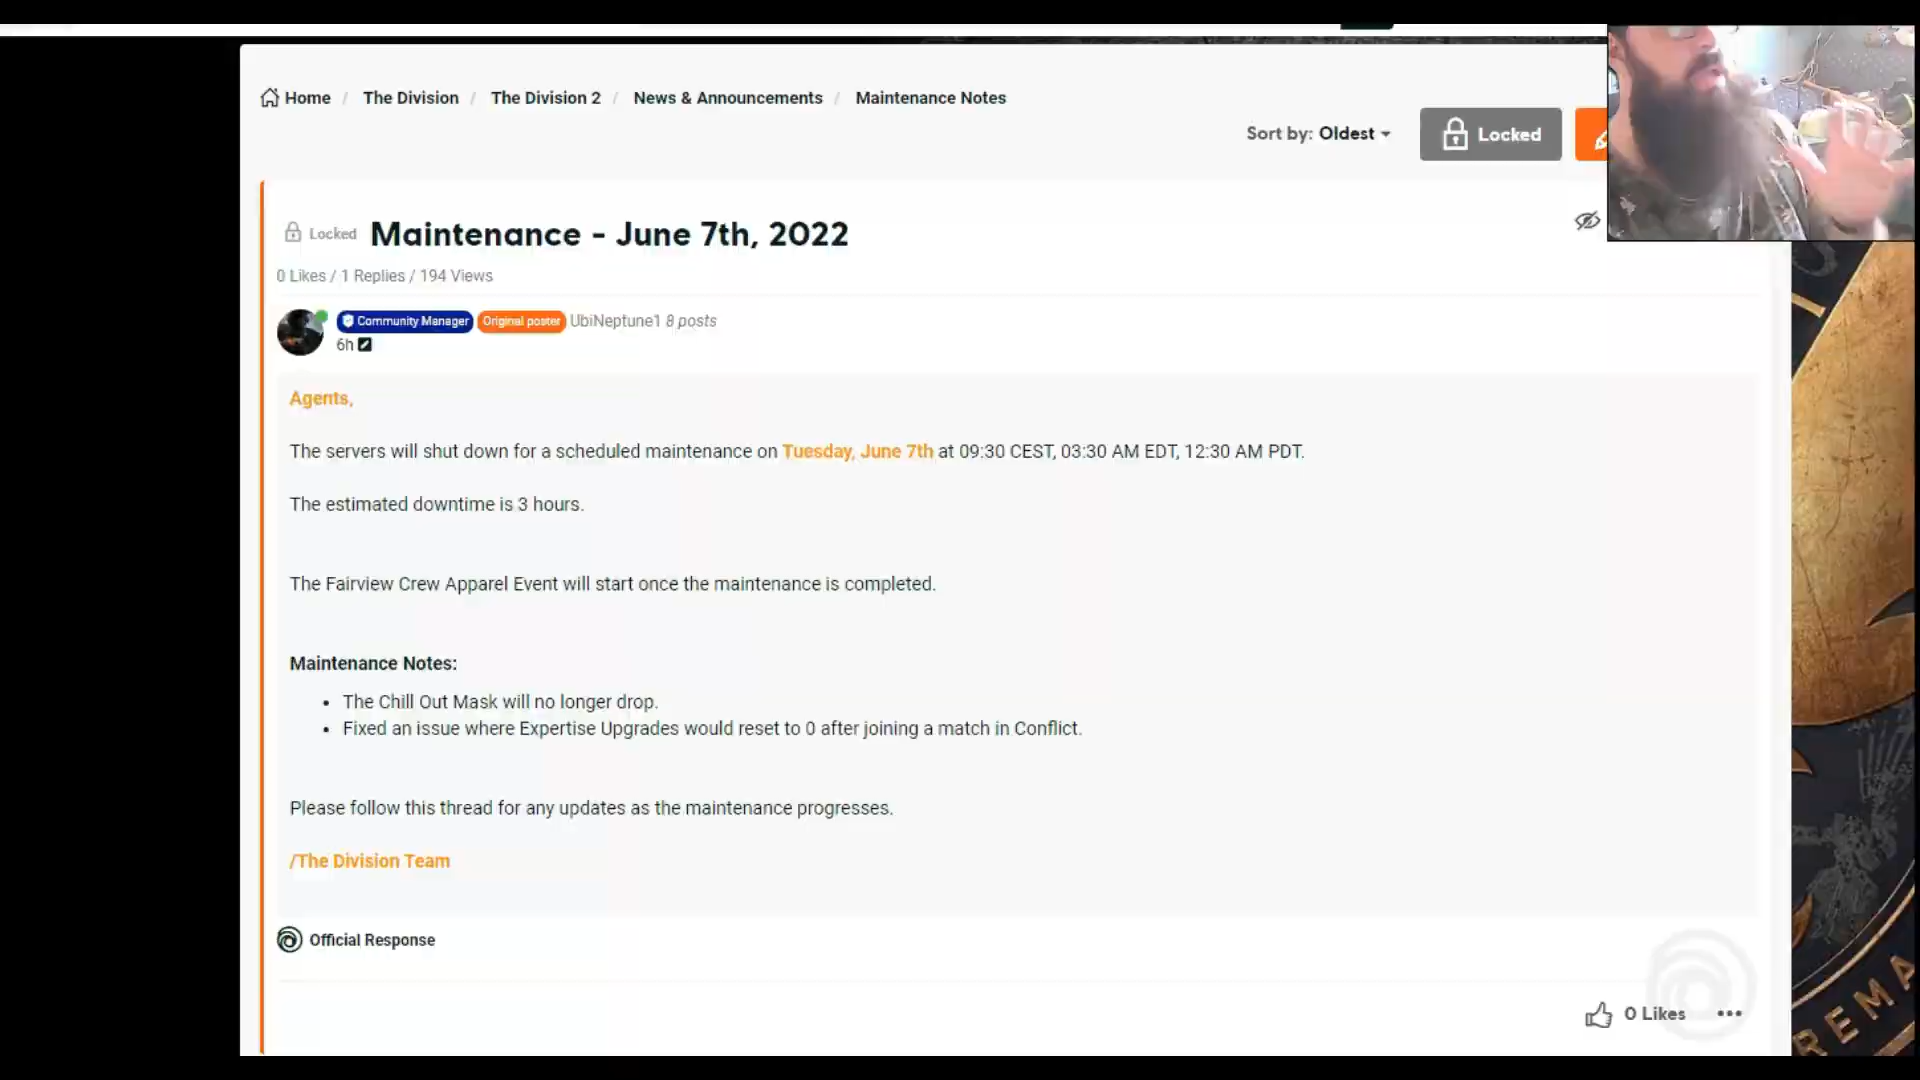 Home / The Division / The Division 2 / News & Announcements / Maintenance Notes
Sort by: Oldest
Locked
Locked Maintenance - June 7th, 2022
0 Likes / 1 Replies / 194 Views
Community Manager Original poster UbiNeptune1 8 posts
6h
Agents,
The servers will shut down for a scheduled maintenance on Tuesday, June 7th at 09:30 CEST, 03:30 AM EDT, 12:30 AM PDT.
The estimated downtime is 3 hours.
The Fairview Crew Apparel Event will start once the maintenance is completed.
Maintenance Notes:
• The Chill Out Mask will no longer drop.
• Fixed an issue where Expertise Upgrades would reset to 0 after joining a match in Conflict.
Please follow this thread for any updates as the maintenance progresses.
/The Division Team
Official Response
0 Likes
REMA